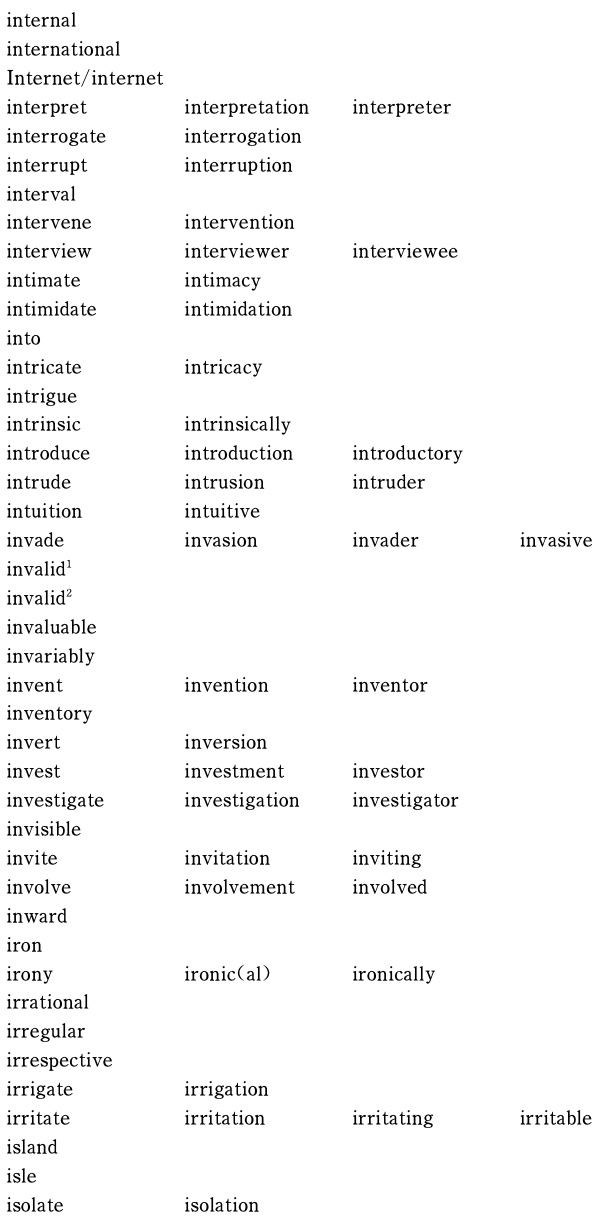 internal
international
Internet/internet
interpret interpretation interpreter
interrogate interrogation
interrupt interruption
interval
intervene intervention
interview interviewer interviewee
intimate intimacy
intimidate intimidation
into
intricate intricacy
intrigue
intrinsic intrinsically
introduce introduction introductory
intrude intrusion intruder
intuition intuitive
invade invasion invader invasive
invalid¹
invalid²
invaluable
invariably
invent invention inventor
inventory
invert inversion
invest investment investor
investigate investigation investigator
invisible
invite invitation inviting
involve involvement involved
inward
iron
irony ironic(al) ironically
irrational
irregular
irrespective
irrigate irrigation
irritate irritation irritating irritable
island
isle
isolate isolation